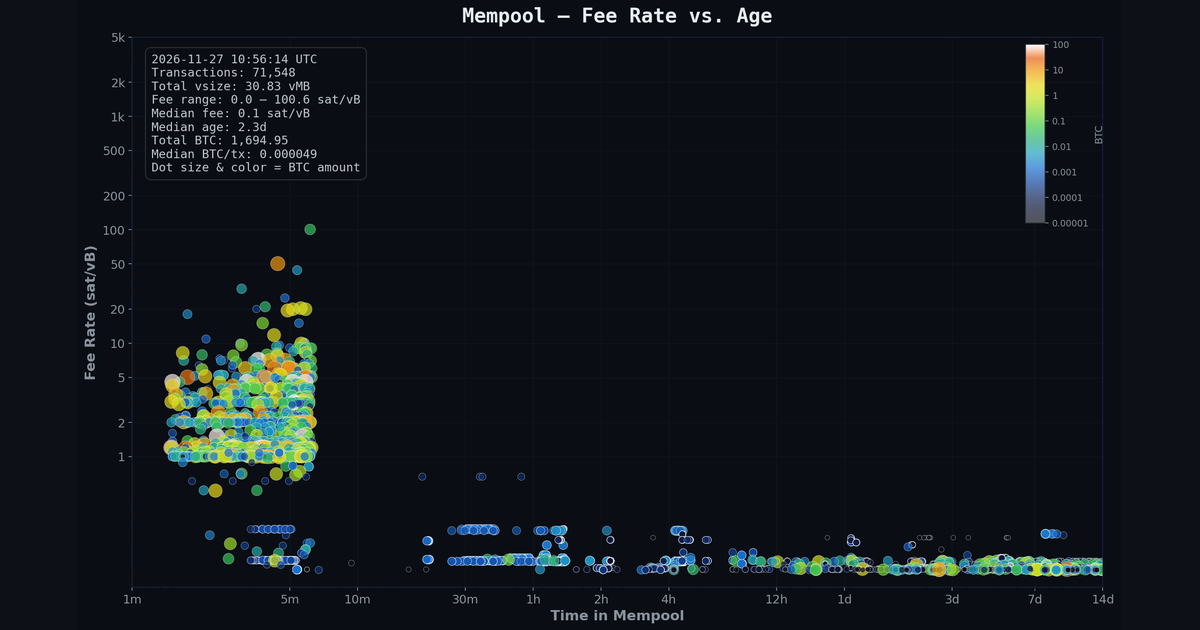 Mempool — Fee Rate vs. Age
2026-11-27 10:56:14 UTC
Transactions: 71,548
Total vsize: 30.83 vMB
Fee range: 0.0 — 100.6 sat/vB
Median fee: 0.1 sat/vB
Median age: 2.3d
Total BTC: 1,694.95
Median BTC/tx: 0.000049
Dot size & color = BTC amount
5k
2k
1k
500
200
100
50
20
10
5
2
1
Fee Rate (sat/vB)
100
10
1
0.1
0.01
0.001
0.0001
0.00001
BTC
1m
5m
10m
30m
1h
2h
4h
12h
1d
3d
7d
14d
Time in Mempool